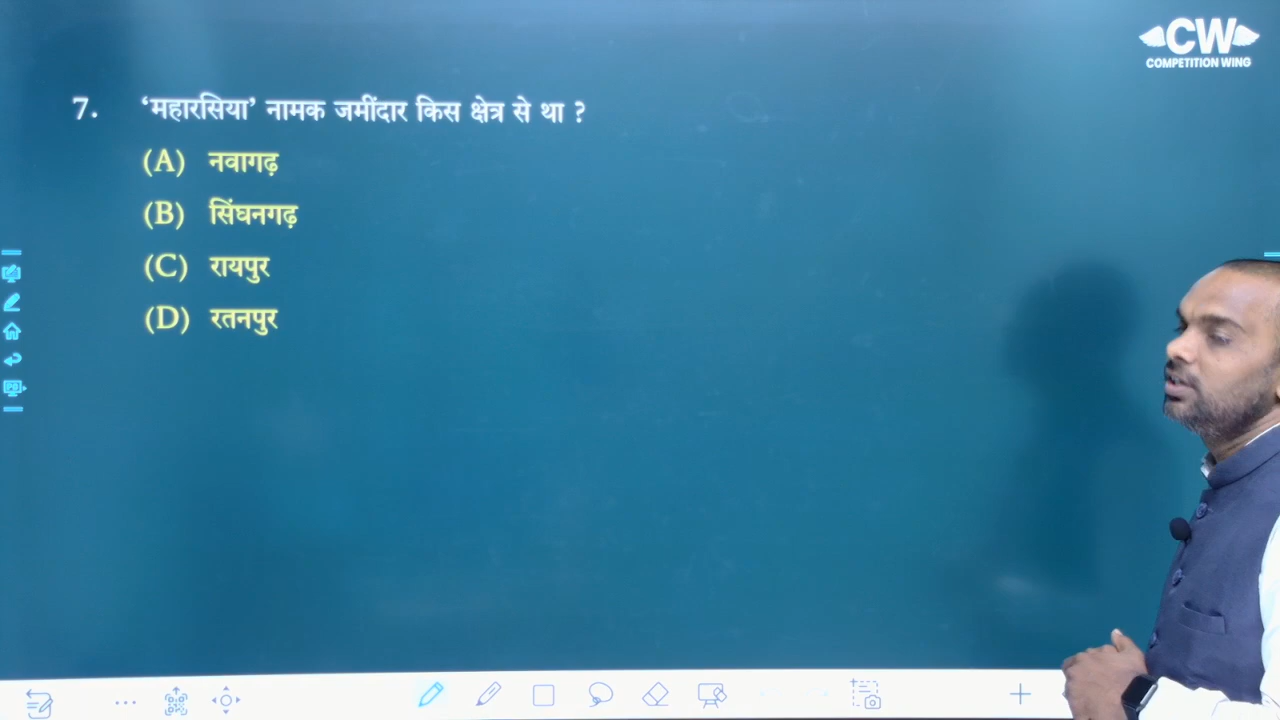 CW
COMPETITION WING
7. ‘महारसिया’ नामक जमींदार किस क्षेत्र से था ?
(A) नवागढ़
(B) सिंघनगढ़
(C) रायपुर
(D) रतनपुर